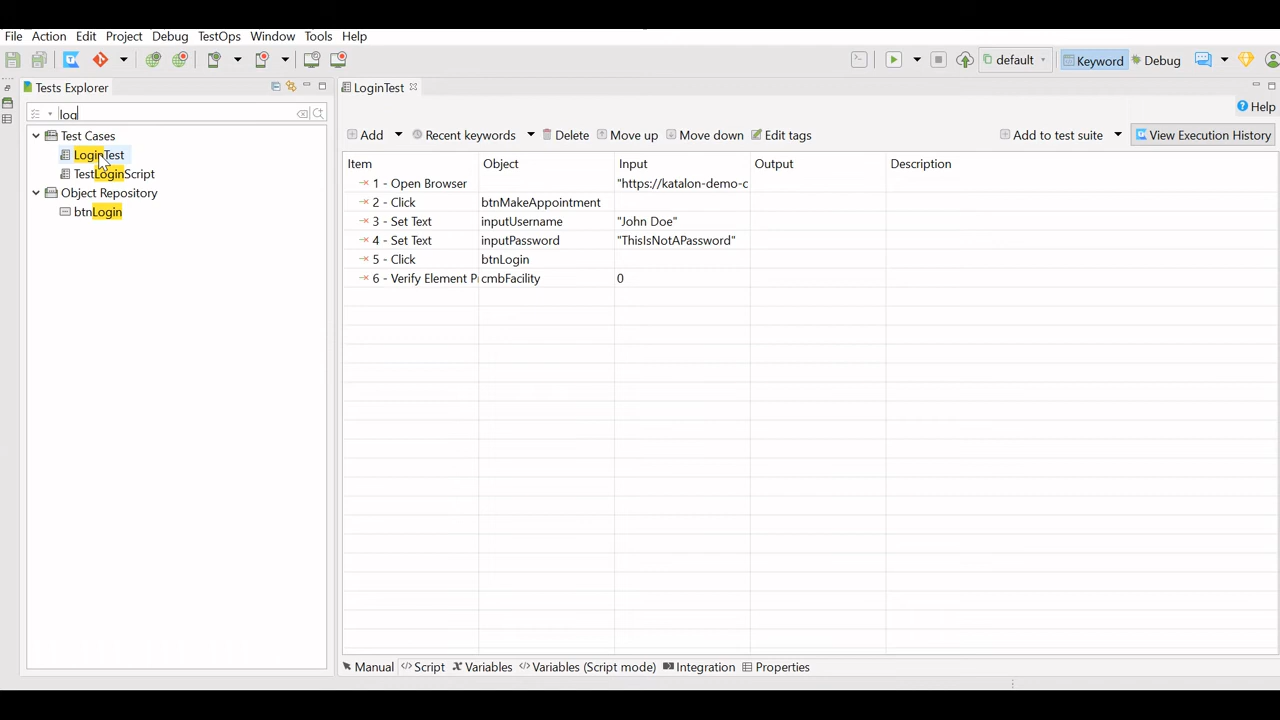 File Action Edit Project Debug TestOps Window Tools Help
default Keyword Debug
Tests Explorer
LoginTest
Help
log
Add Recent keywords Delete Move up Move down Edit tags Add to test suite View Execution History
Test Cases
LoginTest
TestLoginScript
Object Repository
btnLogin
Item Object Input Output Description
1 - Open Browser "https://katalon-demo-c
2 - Click btnMakeAppointment
3 - Set Text inputUsername "John Doe"
4 - Set Text inputPassword "ThisIsNotAPassword"
5 - Click btnLogin
6 - Verify Element P cmbFacility 0
Manual Script Variables Variables (Script mode) Integration Properties